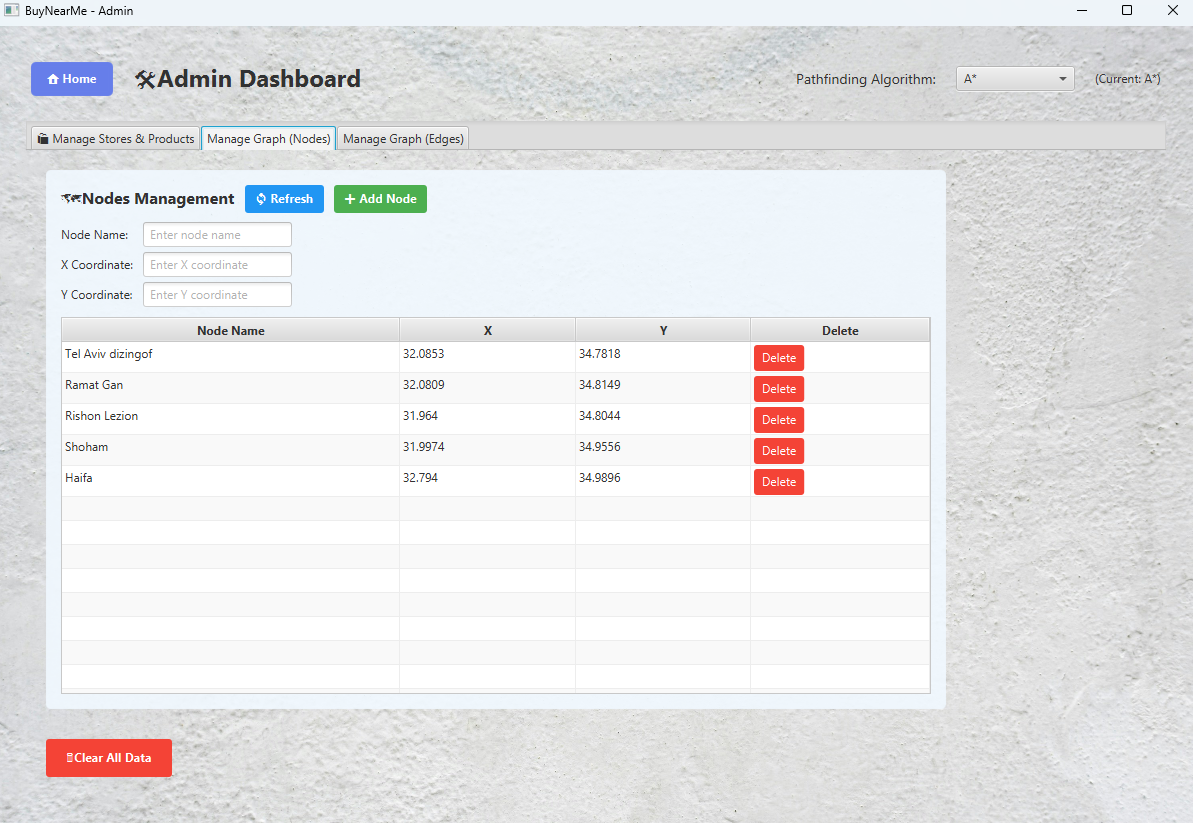 BuyNearMe - Admin
Home
Admin Dashboard
Pathfinding Algorithm:
A*
(Current: A*)
Manage Stores & Products
Manage Graph (Nodes)
Manage Graph (Edges)
Nodes Management
Refresh
+ Add Node
Node Name:
Enter node name
X Coordinate:
Enter X coordinate
Y Coordinate:
Enter Y coordinate
Node Name X Y Delete
Tel Aviv dizingof 32.0853 34.7818 Delete
Ramat Gan 32.0809 34.8149 Delete
Rishon Lezion 31.964 34.8044 Delete
Shoham 31.9974 34.9556 Delete
Haifa 32.794 34.9896 Delete
Clear All Data